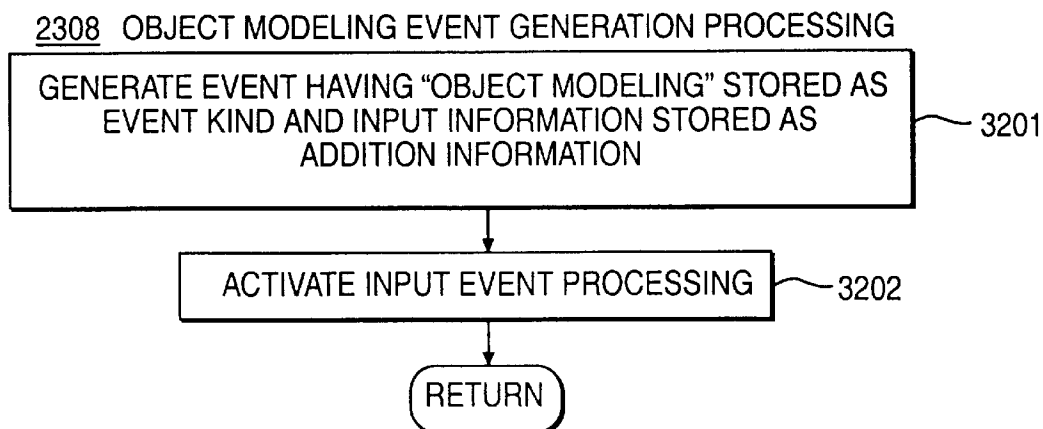 2308 OBJECT MODELING EVENT GENERATION PROCESSING
GENERATE EVENT HAVING “OBJECT MODELING” STORED AS
EVENT KIND AND INPUT INFORMATION STORED AS
ADDITION INFORMATION
3201
ACTIVATE INPUT EVENT PROCESSING
3202
RETURN